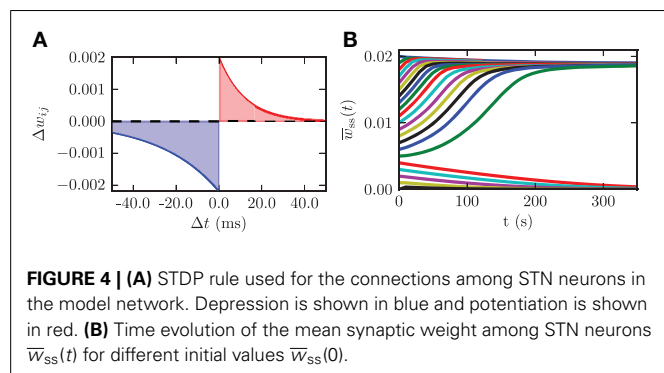 A
B
0.002
0.001
0.000
−0.001
−0.002
Δw_ij
-40.0 -20.0 0 20.0 40.0
Δt (ms)
0.02
0.01
0.00
w̅_ss(t)
0 100 200 300
t (s)
FIGURE 4 | (A) STDP rule used for the connections among STN neurons in
the model network. Depression is shown in blue and potentiation is shown
in red. (B) Time evolution of the mean synaptic weight among STN neurons
w̅_ss(t) for different initial values w̅_ss(0).